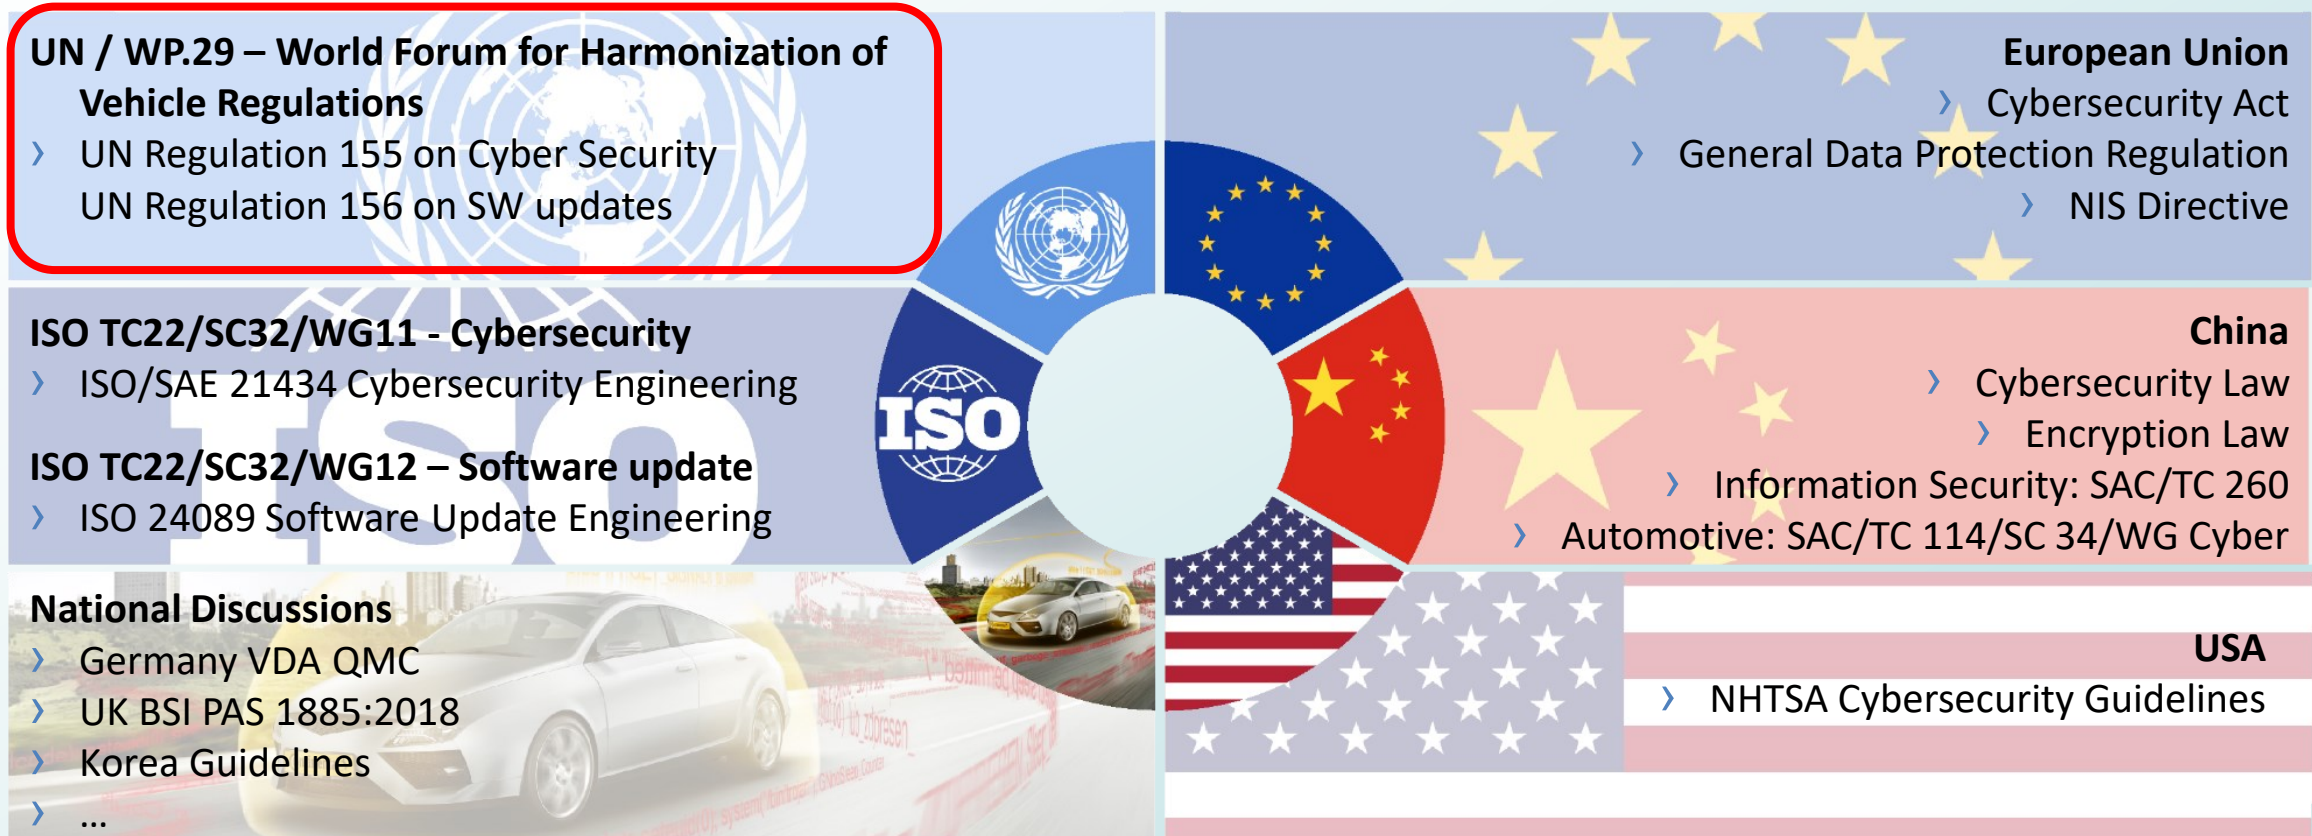 UN / WP.29 – World Forum for Harmonization of
Vehicle Regulations
› UN Regulation 155 on Cyber Security
UN Regulation 156 on SW updates
ISO TC22/SC32/WG11 - Cybersecurity
› ISO/SAE 21434 Cybersecurity Engineering
ISO TC22/SC32/WG12 – Software update
› ISO 24089 Software Update Engineering
National Discussions
› Germany VDA QMC
› UK BSI PAS 1885:2018
› Korea Guidelines
› ...
ISO
ISO
European Union
› Cybersecurity Act
› General Data Protection Regulation
› NIS Directive
China
› Cybersecurity Law
› Encryption Law
› Information Security: SAC/TC 260
› Automotive: SAC/TC 114/SC 34/WG Cyber
USA
› NHTSA Cybersecurity Guidelines